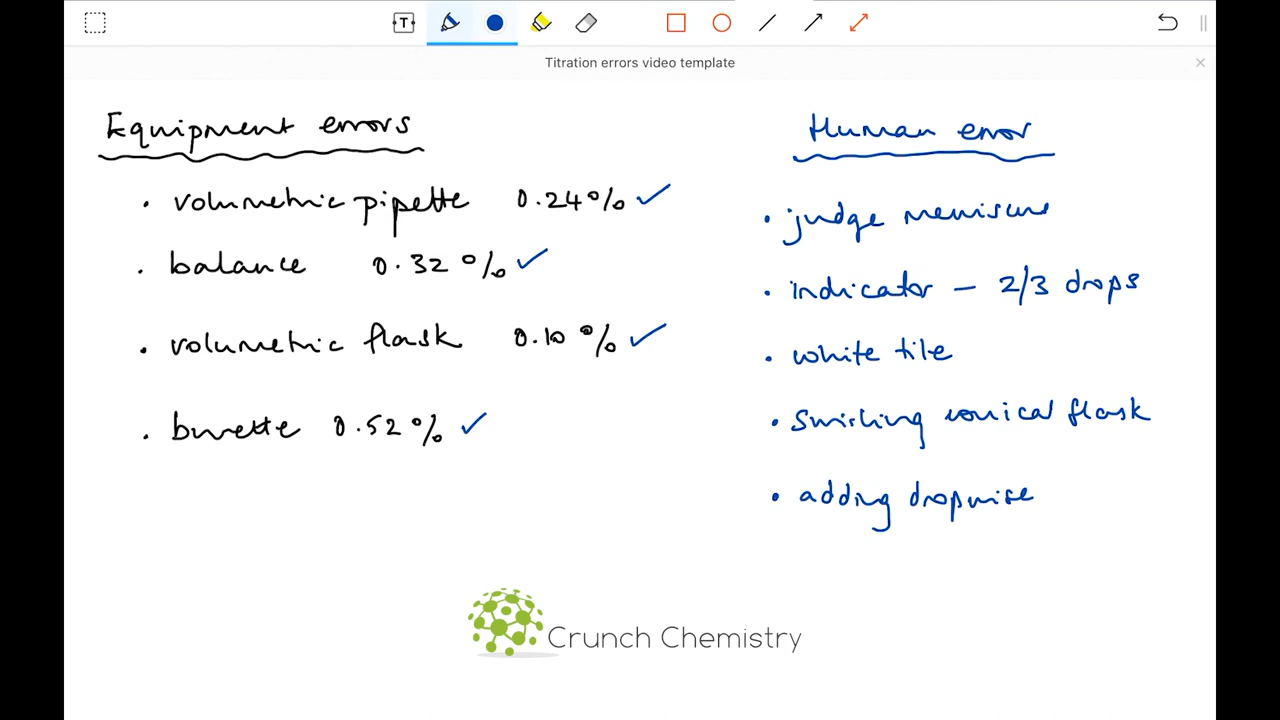 T
Titration errors video template
Equipment errors
• volumetric pipette 0.24% ✓
• balance 0.32% ✓
• volumetric flask 0.10% ✓
• burette 0.52% ✓
Human error
• judge meniscus
• indicator – 2/3 drops
• white tile
• swirling conical flask
• adding dropwise
Crunch Chemistry